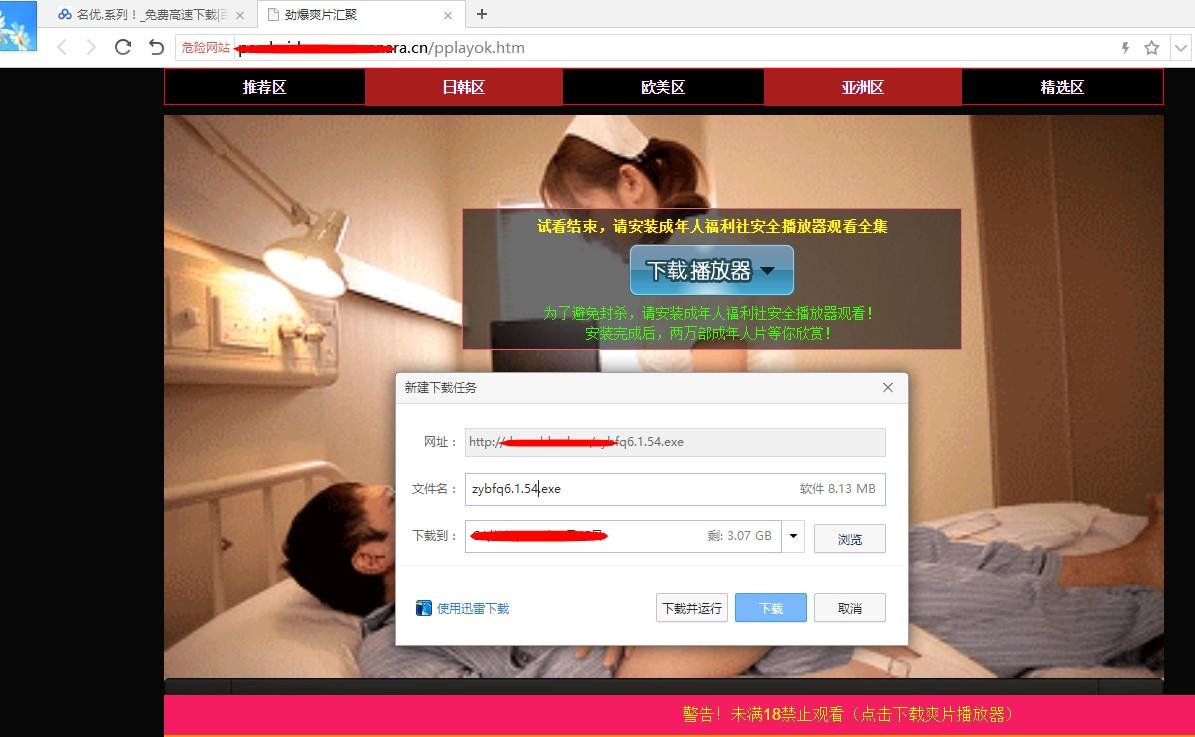 名优.系列！_免费高速下载|百
劲爆爽片汇聚
危险网站
ara.cn/pplayok.htm
推荐区 日韩区 欧美区 亚洲区 精选区
试看结束，请安装成年人福利社安全播放器观看全集
下载播放器
为了避免封杀，请安装成年人福利社安全播放器观看！
安装完成后，两万部成年人片等你欣赏！
新建下载任务
网址： http:// fq6.1.54.exe
文件名： zybfq6.1.54.exe 软件 8.13 MB
下载到： 剩: 3.07 GB 浏览
使用迅雷下载 下载并运行 下载 取消
警告！未满18禁止观看（点击下载爽片播放器）